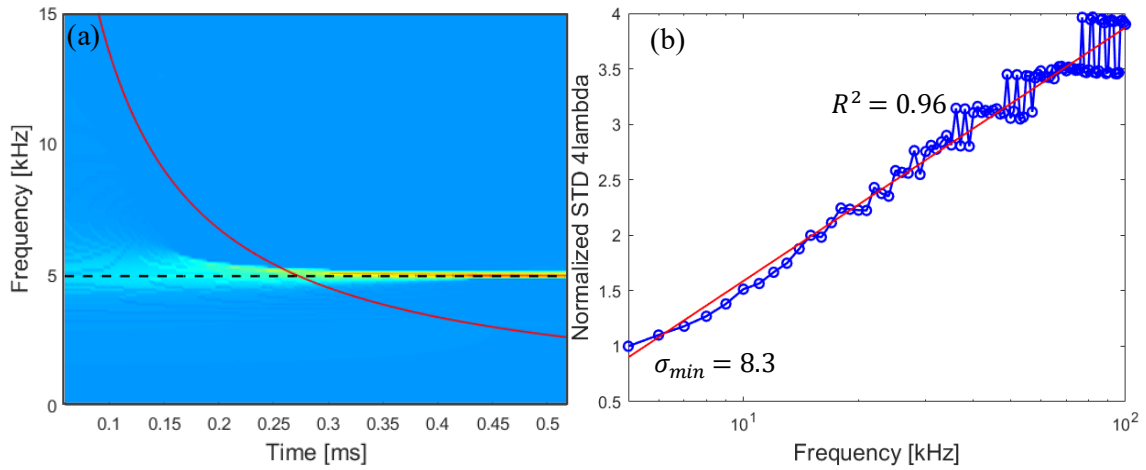 (a)
Frequency [kHz]
15
10
5
0
0.1 0.15 0.2 0.25 0.3 0.35 0.4 0.45 0.5
Time [ms]
(b)
Normalized STD 4lambda
4
3.5
3
2.5
2
1.5
1
0.5
R² = 0.96
σₘᵢₙ = 8.3
10¹ 10²
Frequency [kHz]